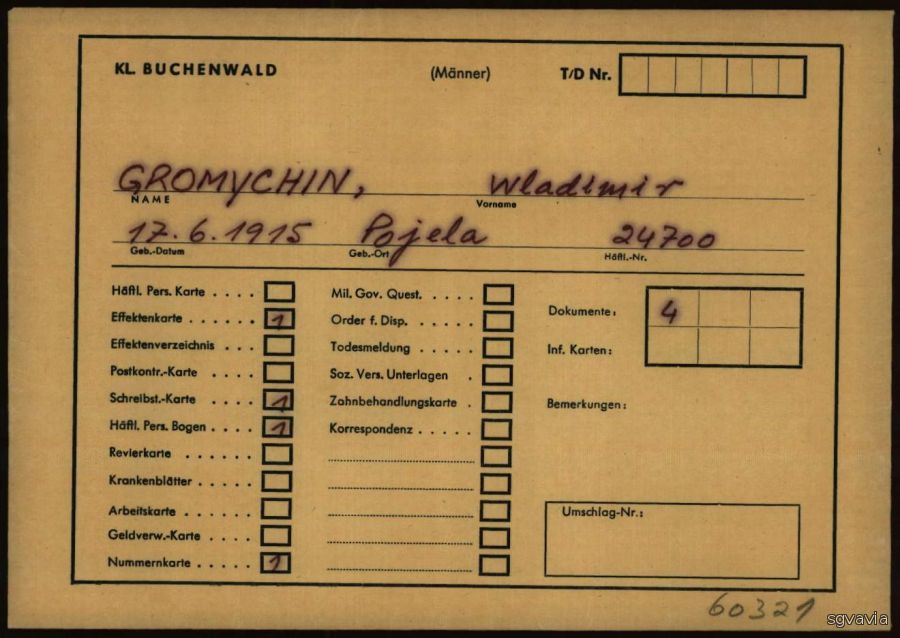 KL. BUCHENWALD (Männer) T/D Nr.
GROMYCHIN, Wladimir
NAME Vorname
17.6.1915 Pojela 24700
Geb.-Datum Geb.-Ort Häftl.-Nr.
Häftl. Pers. Karte . . . .
Effektenkarte . . . . . . . 1
Effektenverzeichnis . . .
Postkontr.-Karte . . . .
Schreibst.-Karte . . . . 1
Häftl. Pers. Bogen . . . . 1
Revierkarte . . . . . .
Krankenblätter . . . . .
Arbeitskarte . . . . .
Geldverw.-Karte . . . .
Nummernkarte . . . . . . 1
Mil. Gov. Quest. . . . . .
Order f. Disp. . . . . . .
Todesmeldung . . . . . .
Soz. Vers. Unterlagen .
Zahnbehandlungskarte .
Korrespondenz . . . . .
Dokumente: 4
Inf. Karten:
Bemerkungen:
Umschlag-Nr.:
60321
sgvavia